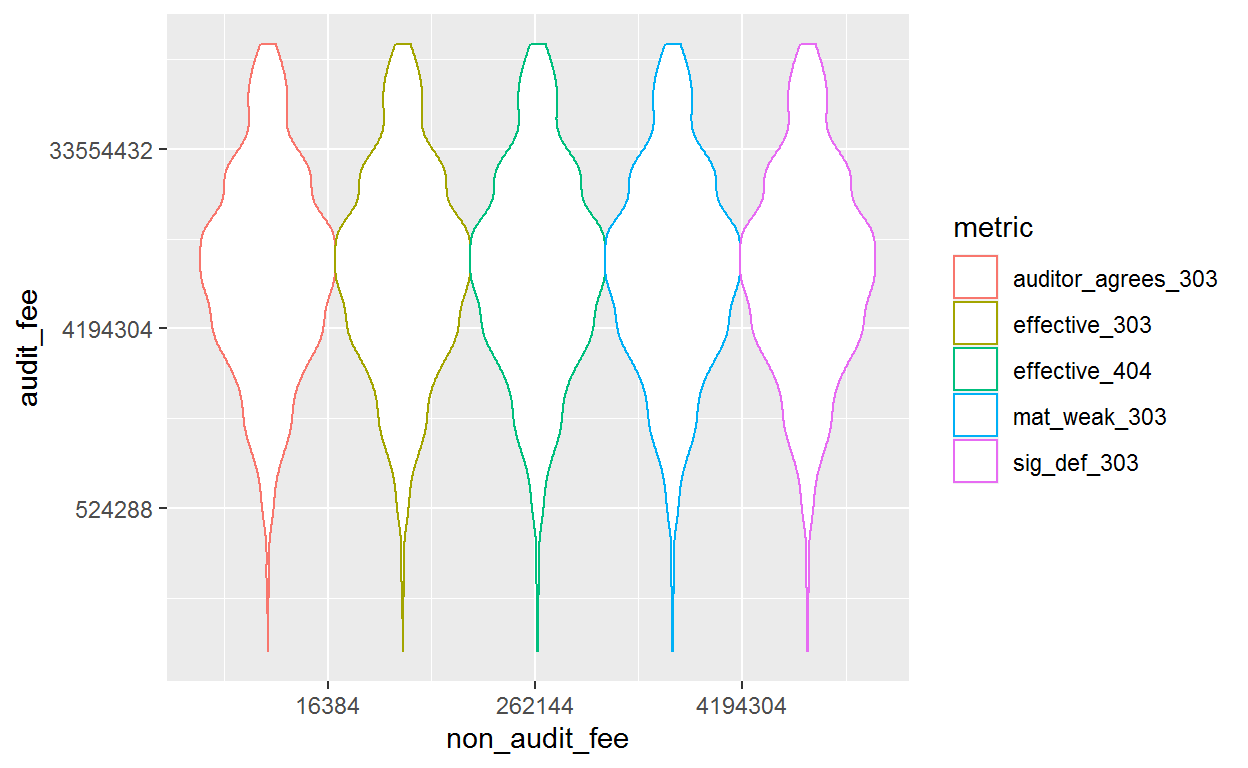 audit_fee
33554432
4194304
524288
16384
262144
4194304
non_audit_fee
metric
auditor_agrees_303
effective_303
effective_404
mat_weak_303
sig_def_303